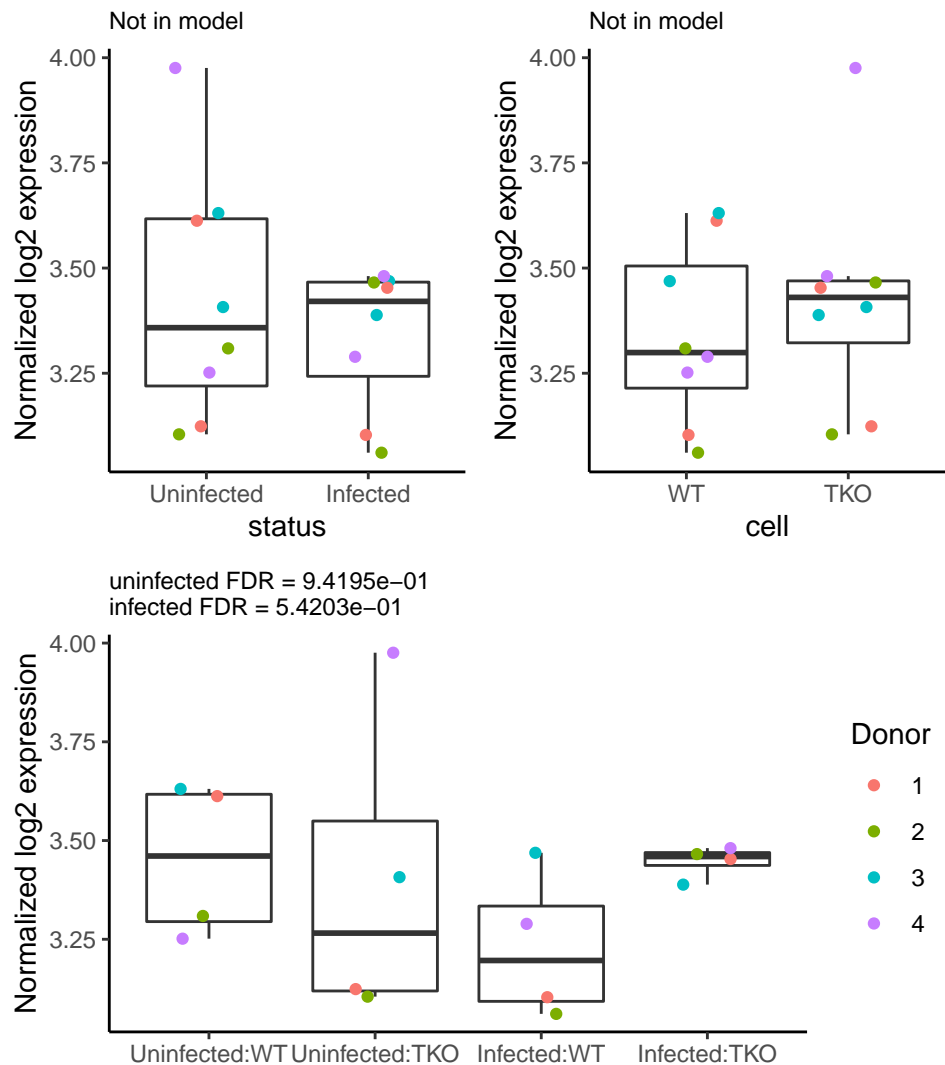 Not in model
Normalized log2 expression
4.00
3.75
3.50
3.25
Uninfected Infected
status
Not in model
Normalized log2 expression
4.00
3.75
3.50
3.25
WT TKO
cell
uninfected FDR = 9.4195e−01
infected FDR = 5.4203e−01
Normalized log2 expression
4.00
3.75
3.50
3.25
Uninfected:WT Uninfected:TKO Infected:WT Infected:TKO
Donor
1
2
3
4